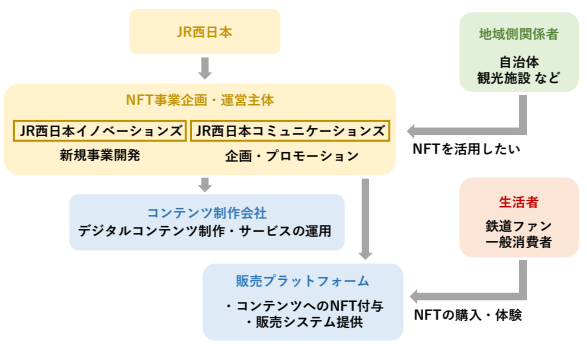 JR西日本
地域側関係者
自治体
観光施設 など
NFT事業企画・運営主体
JR西日本イノベーションズ
JR西日本コミュニケーションズ
新規事業開発
企画・プロモーション
NFTを活用したい
コンテンツ制作会社
デジタルコンテンツ制作・サービスの運用
生活者
鉄道ファン
一般消費者
販売プラットフォーム
・コンテンツへのNFT付与
・販売システム提供
NFTの購入・体験